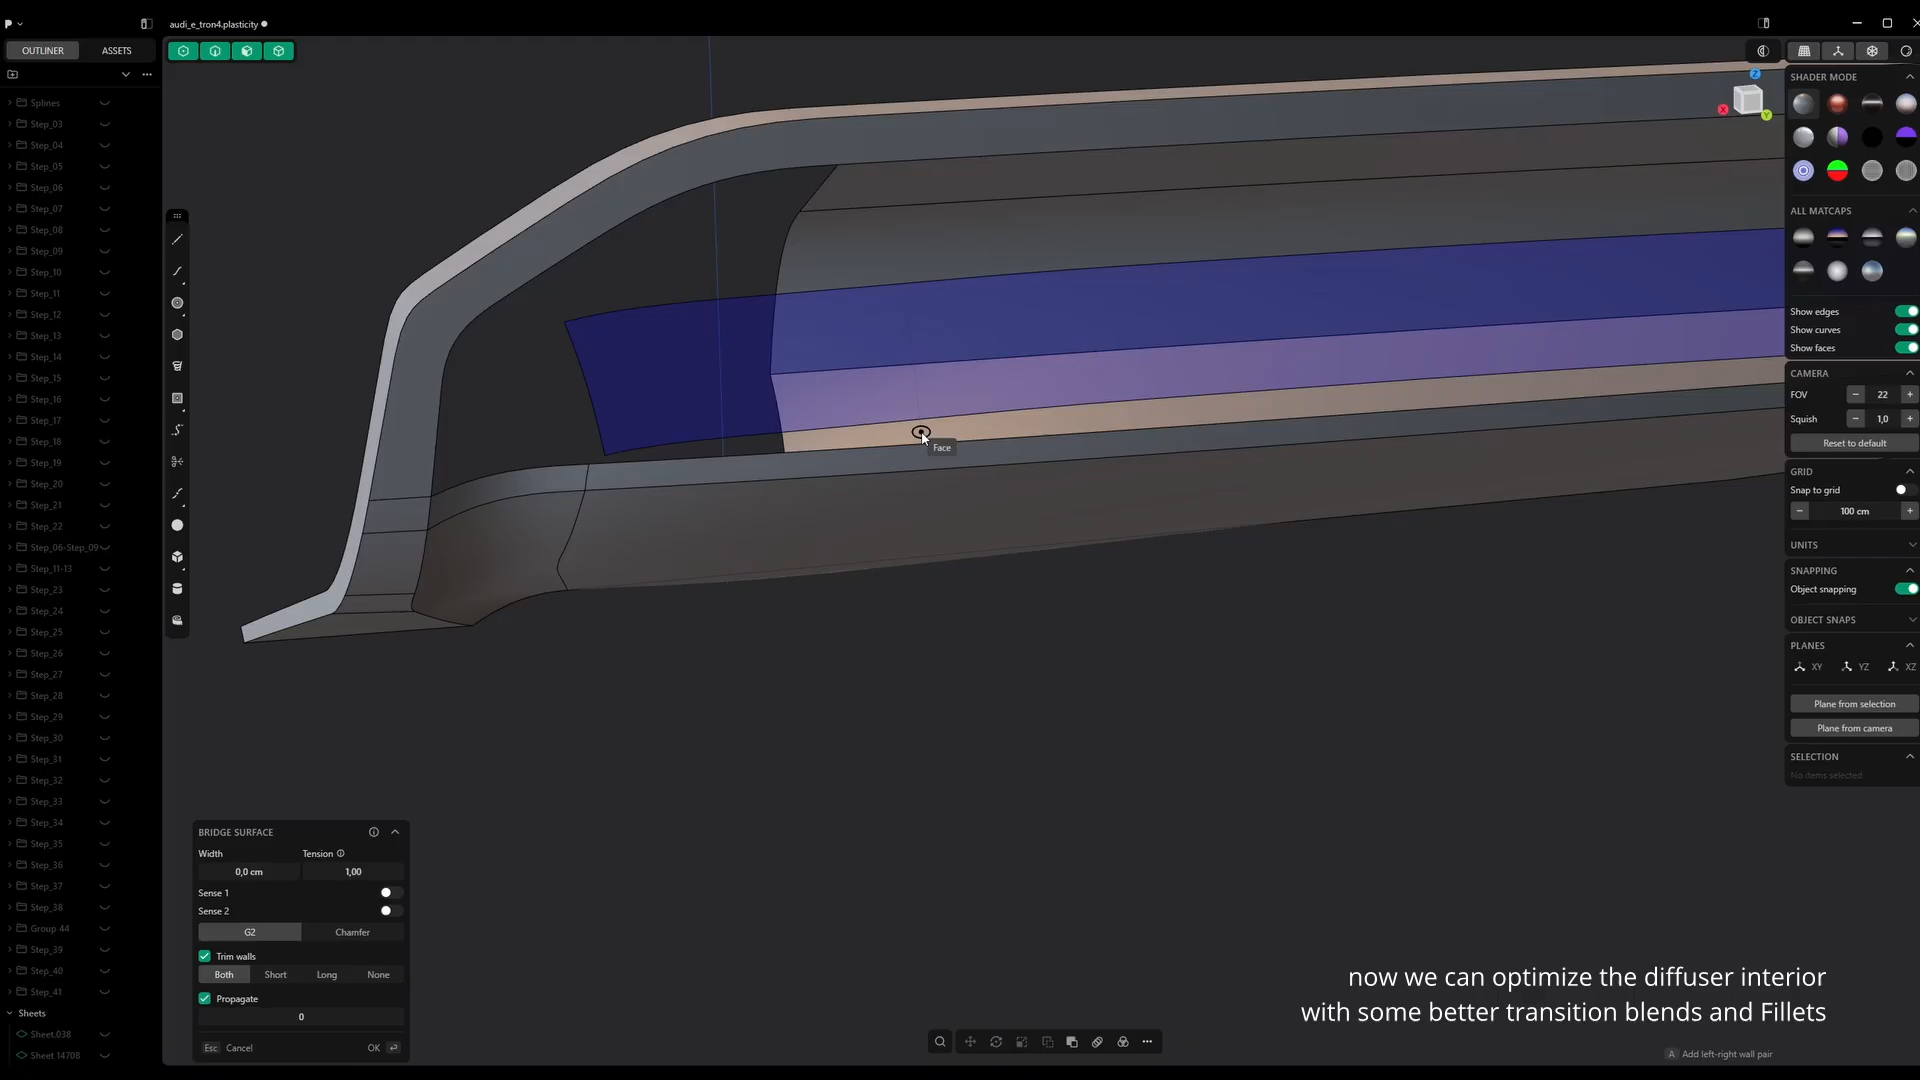 audi_e_tron4.plasticity
OUTLINER
ASSETS
Splines
Step_03
Step_04
Step_05
Step_06
Step_07
Step_08
Step_09
Step_10
Step_11
Step_12
Step_13
Step_14
Step_15
Step_16
Step_17
Step_18
Step_19
Step_20
Step_21
Step_22
Step_06-Step_09
Step_11-13
Step_23
Step_24
Step_25
Step_26
Step_27
Step_28
Step_29
Step_30
Step_31
Step_32
Step_33
Step_34
Step_35
Step_36
Step_37
Step_38
Group 44
Step_39
Step_40
Step_41
Sheets
Sheet.038
Sheet 14708
Face
Z
X
Y
BRIDGE SURFACE
Width
Tension
0,0 cm
1,00
Sense 1
Sense 2
G2
Chamfer
Trim walls
Both
Short
Long
None
Propagate
0
Esc
Cancel
OK
SHADER MODE
ALL MATCAPS
Show edges
Show curves
Show faces
CAMERA
FOV
22
Squish
1,0
Reset to default
GRID
Snap to grid
100 cm
UNITS
SNAPPING
Object snapping
OBJECT SNAPS
PLANES
XY
YZ
XZ
Plane from selection
Plane from camera
SELECTION
No items selected
now we can optimize the diffuser interior
with some better transition blends and Fillets
A Add left-right wall pair